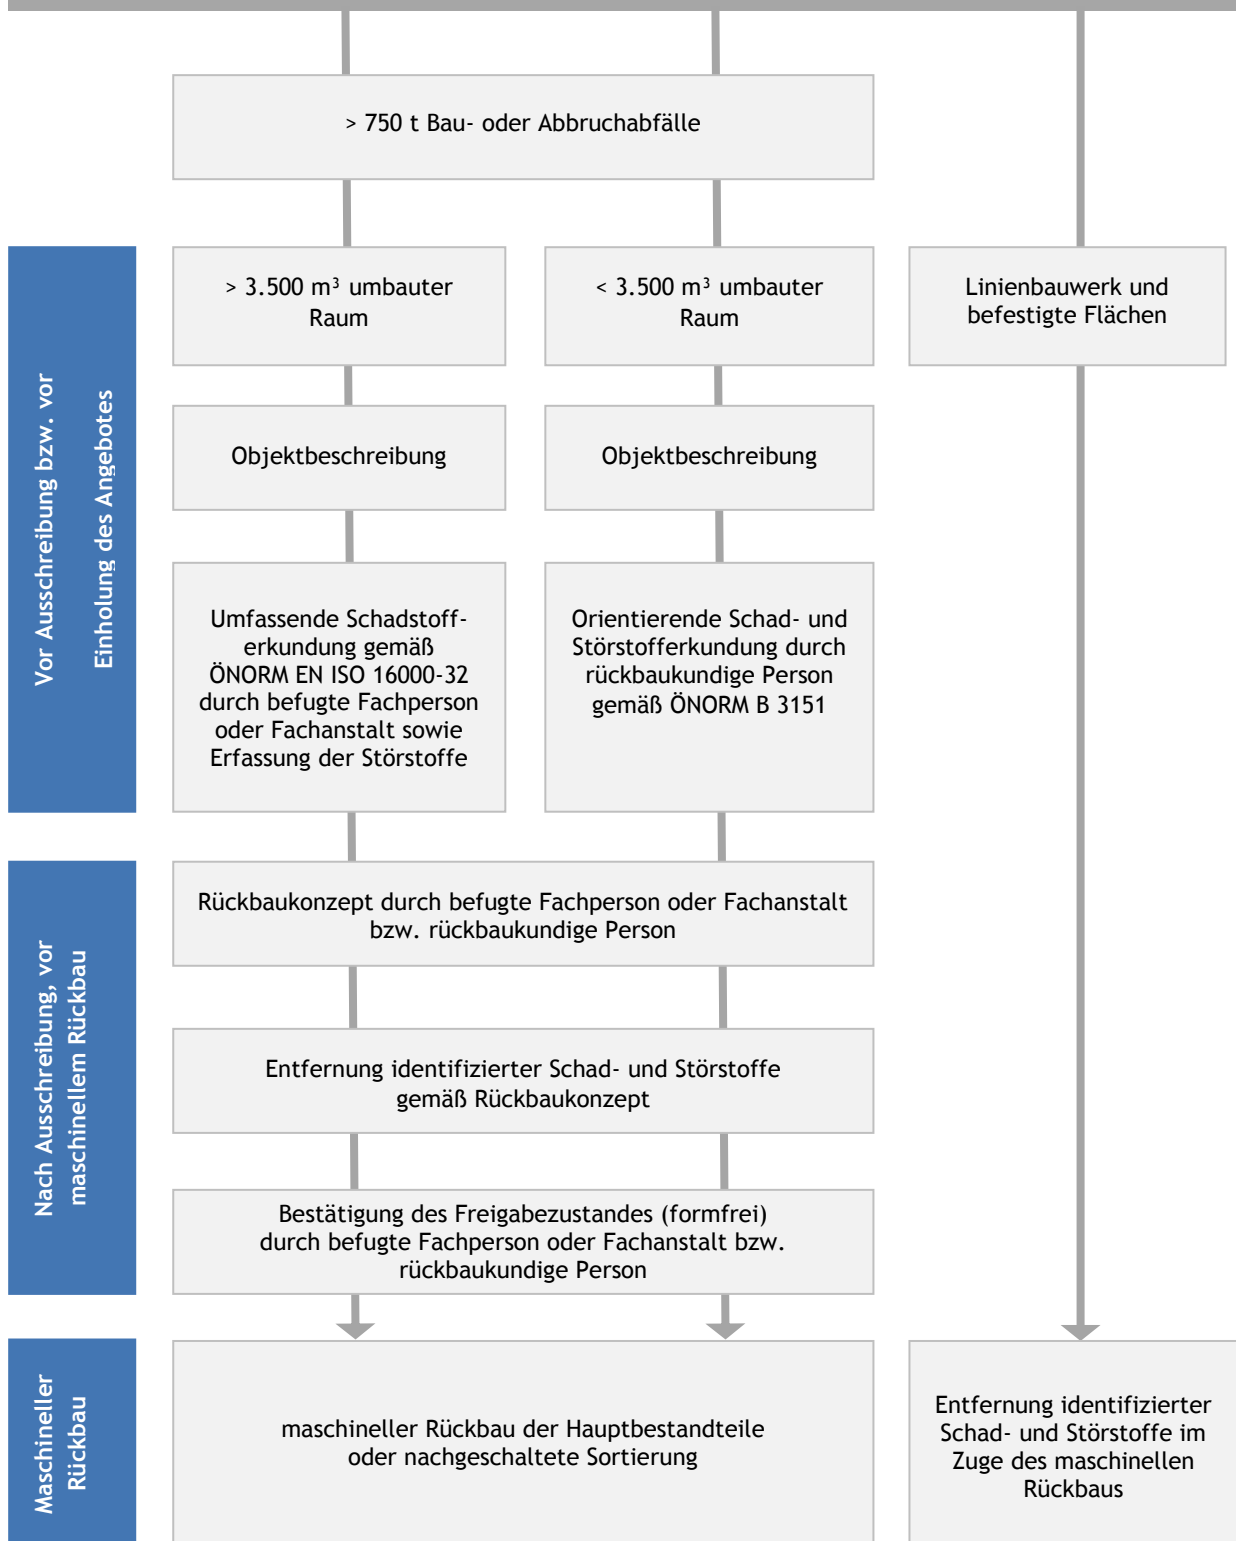 > 750 t Bau- oder Abbruchabfälle
Vor Ausschreibung bzw. vor
Einholung des Angebotes
> 3.500 m³ umbauter
Raum
< 3.500 m³ umbauter
Raum
Linienbauwerk und
befestigte Flächen
Objektbeschreibung
Objektbeschreibung
Umfassende Schadstoff-
erkundung gemäß
ÖNORM EN ISO 16000-32
durch befugte Fachperson
oder Fachanstalt sowie
Erfassung der Störstoffe
Orientierende Schad- und
Störstofferkundung durch
rückbaukundige Person
gemäß ÖNORM B 3151
Nach Ausschreibung, vor
maschinellem Rückbau
Rückbaukonzept durch befugte Fachperson oder Fachanstalt
bzw. rückbaukundige Person
Entfernung identifizierter Schad- und Störstoffe
gemäß Rückbaukonzept
Bestätigung des Freigabezustandes (formfrei)
durch befugte Fachperson oder Fachanstalt bzw.
rückbaukundige Person
Maschineller
Rückbau
maschineller Rückbau der Hauptbestandteile
oder nachgeschaltete Sortierung
Entfernung identifizierter
Schad- und Störstoffe im
Zuge des maschinellen
Rückbaus